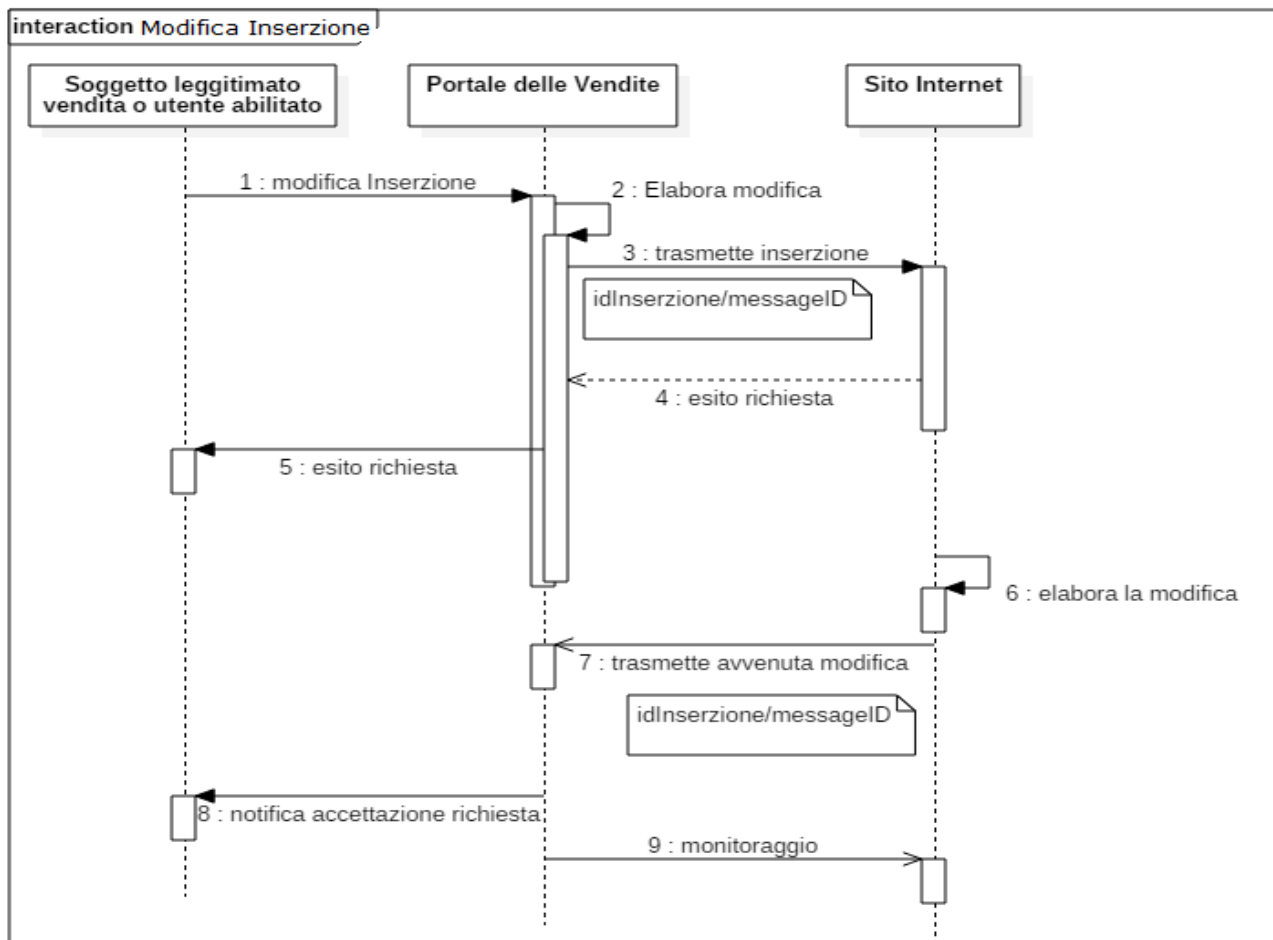 interaction Modifica Inserzione
Soggetto leggitimato
vendita o utente abilitato
Portale delle Vendite
Sito Internet
1 : modifica Inserzione
2 : Elabora modifica
3 : trasmette inserzione
idInserzione/messageID
4 : esito richiesta
5 : esito richiesta
6 : elabora la modifica
7 : trasmette avvenuta modifica
idInserzione/messageID
8 : notifica accettazione richiesta
9 : monitoraggio